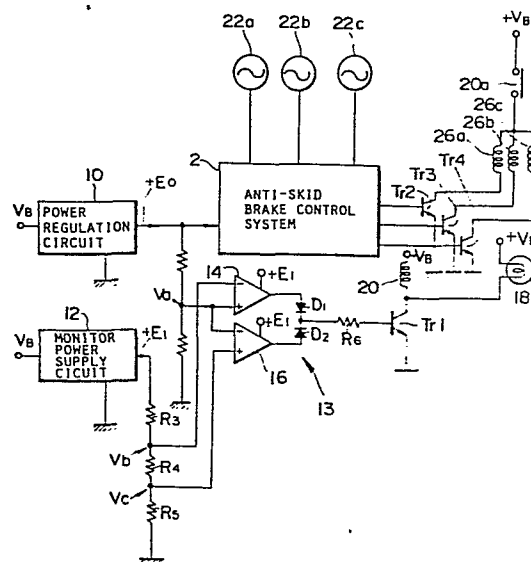 22a 22b 22c
+VB
20a
26c
26b
26a
2
ANTI-SKID
BRAKE CONTROL
SYSTEM
Tr2
Tr3
Tr4
10
+Eo
VB
POWER
REGULATION
CIRCUIT
14
+E1
VB
20
18
Va
D1
+E1
D2
R6
Tr1
12
+E1
VB
MONITOR
POWER
SUPPLY
CICUIT
16
13
R3
Vb
R4
Vc
R5